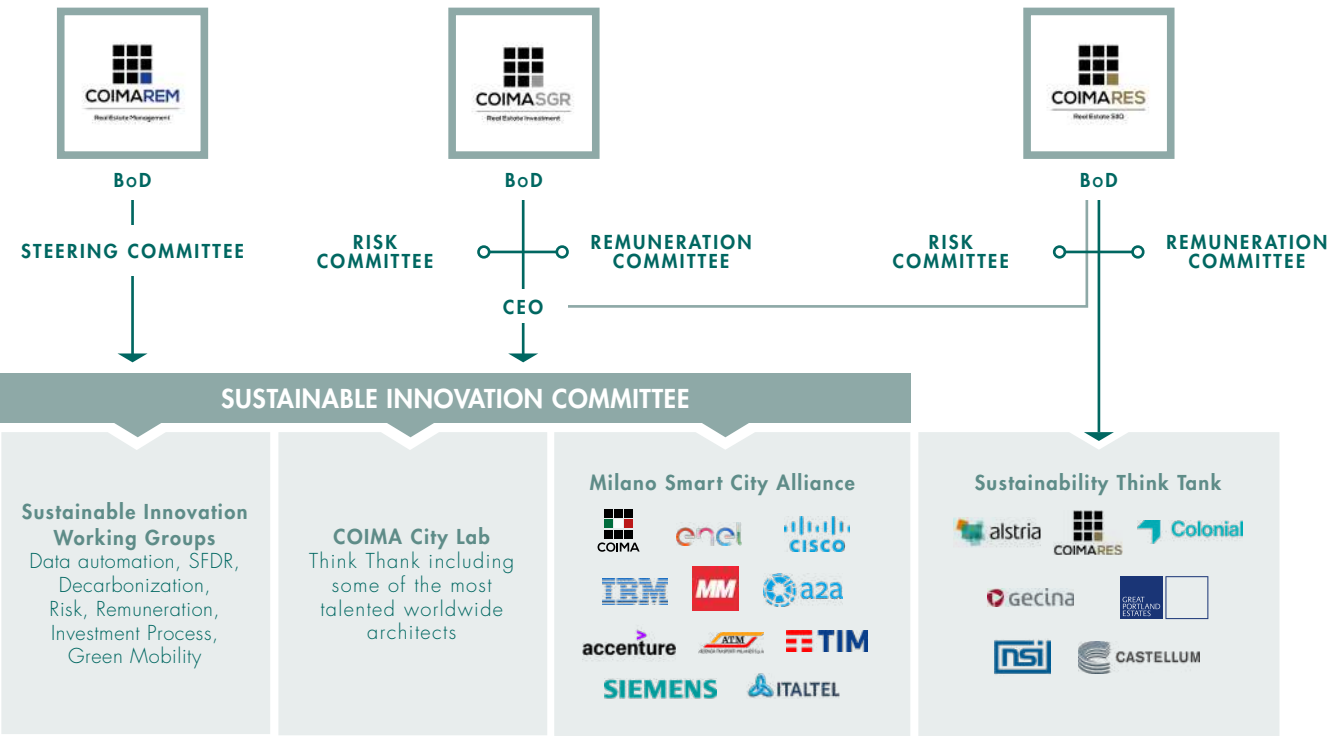 COIMAREM
Real Estate Management
COIMASGR
Real Estate Investment
COIMARES
Real Estate SIIQ
BoD
BoD
BoD
STEERING COMMITTEE
RISK
COMMITTEE
REMUNERATION
COMMITTEE
RISK
COMMITTEE
REMUNERATION
COMMITTEE
CEO
SUSTAINABLE INNOVATION COMMITTEE
Sustainable Innovation
Working Groups
Data automation, SFDR,
Decarbonization,
Risk, Remuneration,
Investment Process,
Green Mobility
COIMA City Lab
Think Thank including
some of the most
talented worldwide
architects
Milano Smart City Alliance
COIMA
enel
CISCO
IBM
MM
a2a
accenture
ATM
AZIENDA TRASPORTI MILANESI S.p.A.
TIM
SIEMENS
ITALTEL
Sustainability Think Tank
alstria
COIMARES
Colonial
Gecina
GREAT
PORTLAND
ESTATES
nsi
CASTELLUM